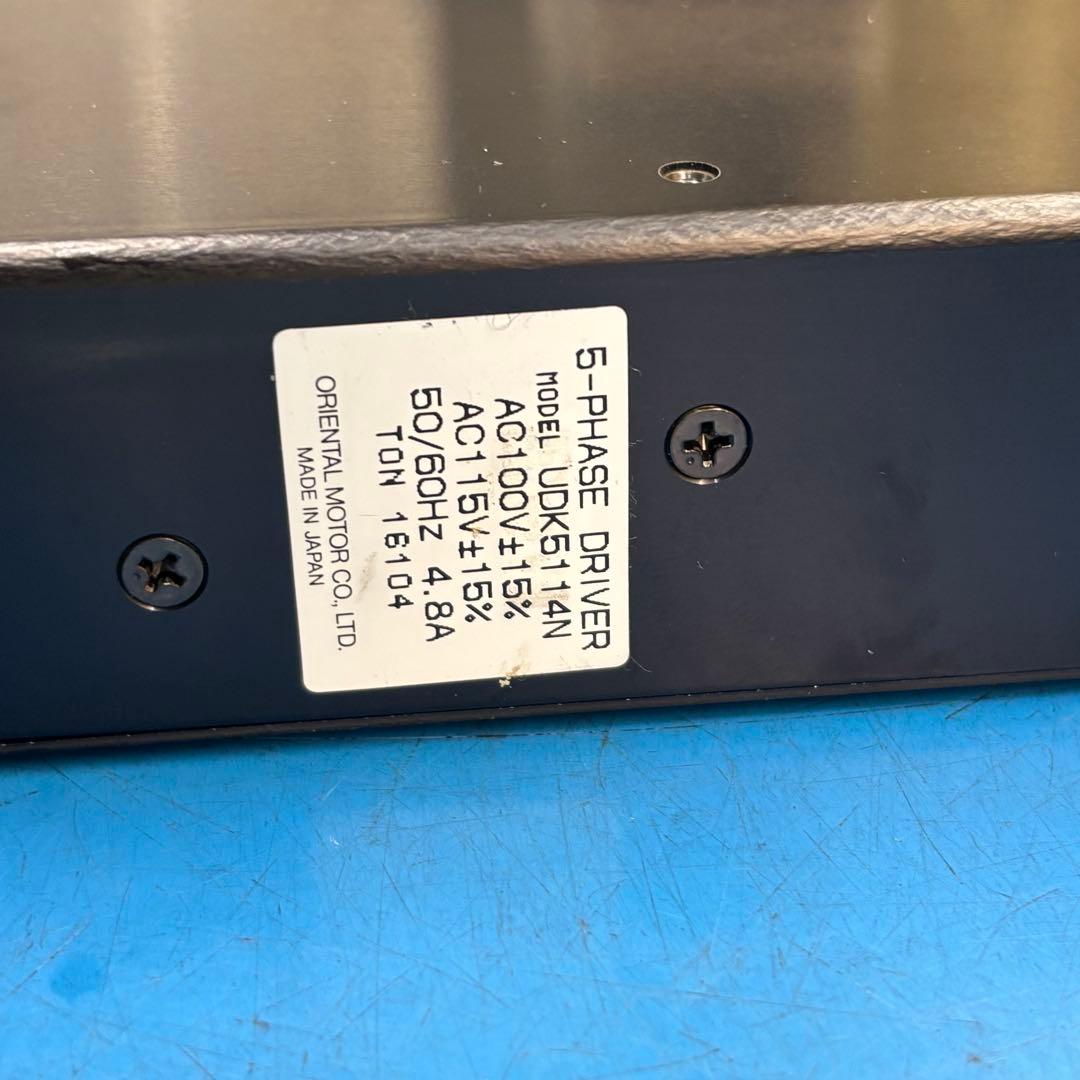 5-PHASE DRIVER
MODEL UDK5114N
AC100V±15%
AC115V±15%
50/60Hz 4.8A
TON 16104
ORIENTAL MOTOR CO., LTD.
MADE IN JAPAN